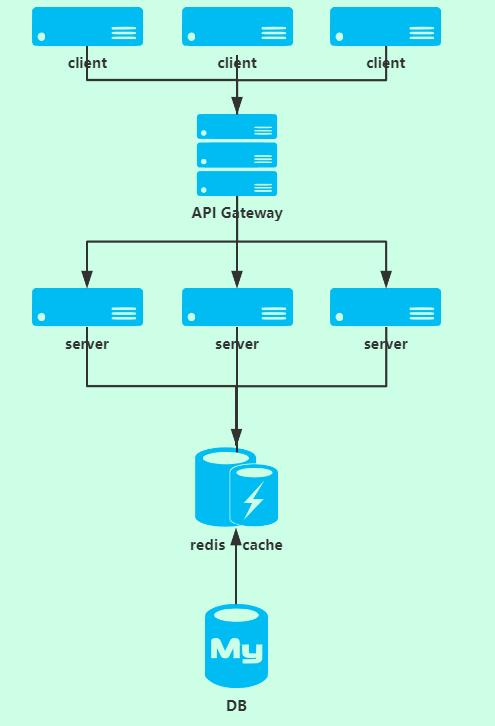 client client client
API Gateway
server server server
redis cache
My
DB